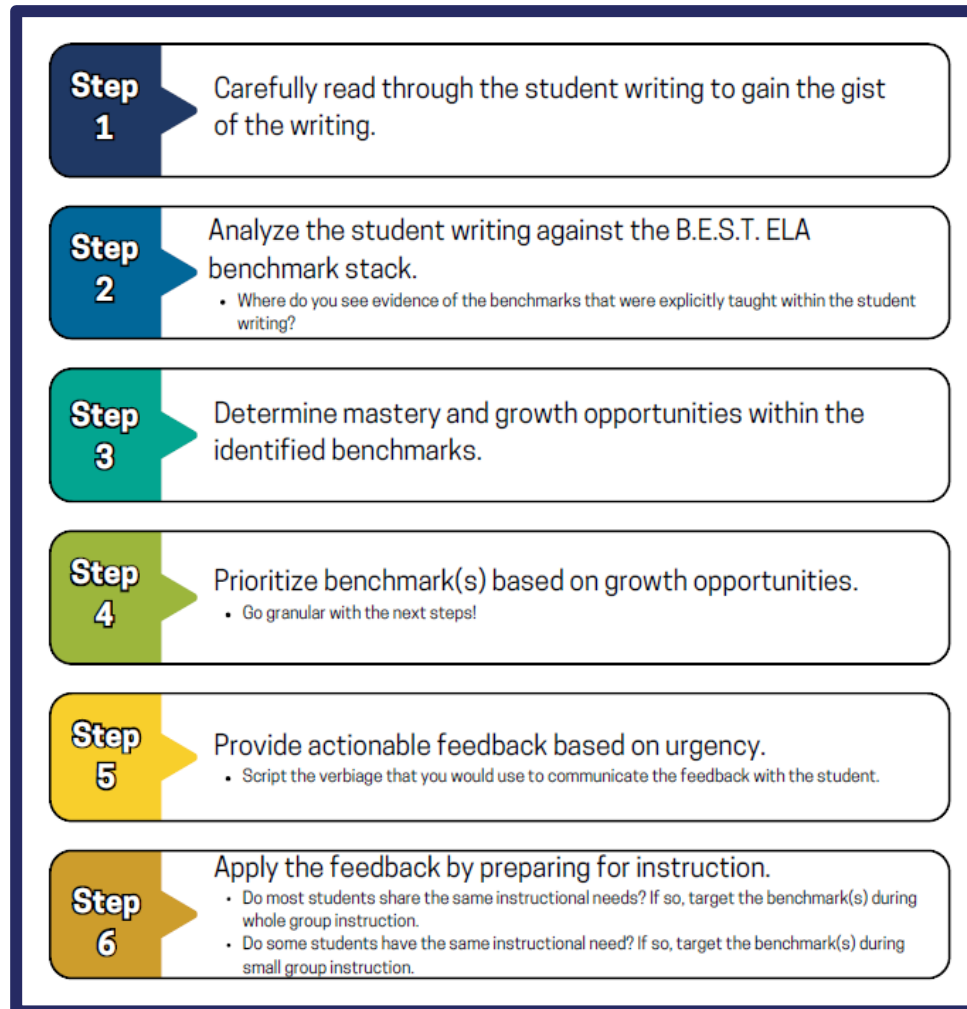 Step
1
Carefully read through the student writing to gain the gist
of the writing.
Step
2
Analyze the student writing against the B.E.S.T. ELA
benchmark stack.
• Where do you see evidence of the benchmarks that were explicitly taught within the student
writing?
Step
3
Determine mastery and growth opportunities within the
identified benchmarks.
Step
4
Prioritize benchmark(s) based on growth opportunities.
• Go granular with the next steps!
Step
5
Provide actionable feedback based on urgency.
• Script the verbiage that you would use to communicate the feedback with the student.
Step
6
Apply the feedback by preparing for instruction.
• Do most students share the same instructional needs? If so, target the benchmark(s) during
whole group instruction.
• Do some students have the same instructional need? If so, target the benchmark(s) during
small group instruction.